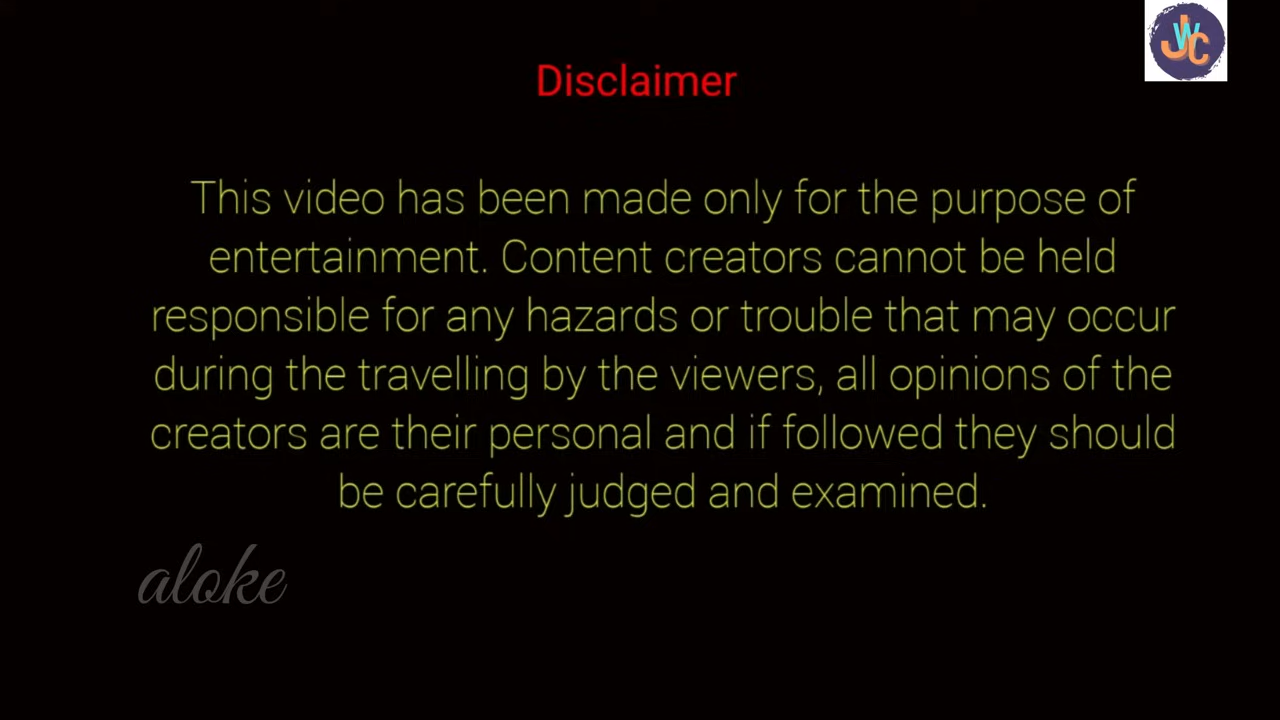 JWC
Disclaimer
This video has been made only for the purpose of
entertainment. Content creators cannot be held
responsible for any hazards or trouble that may occur
during the travelling by the viewers, all opinions of the
creators are their personal and if followed they should
be carefully judged and examined.
aloke